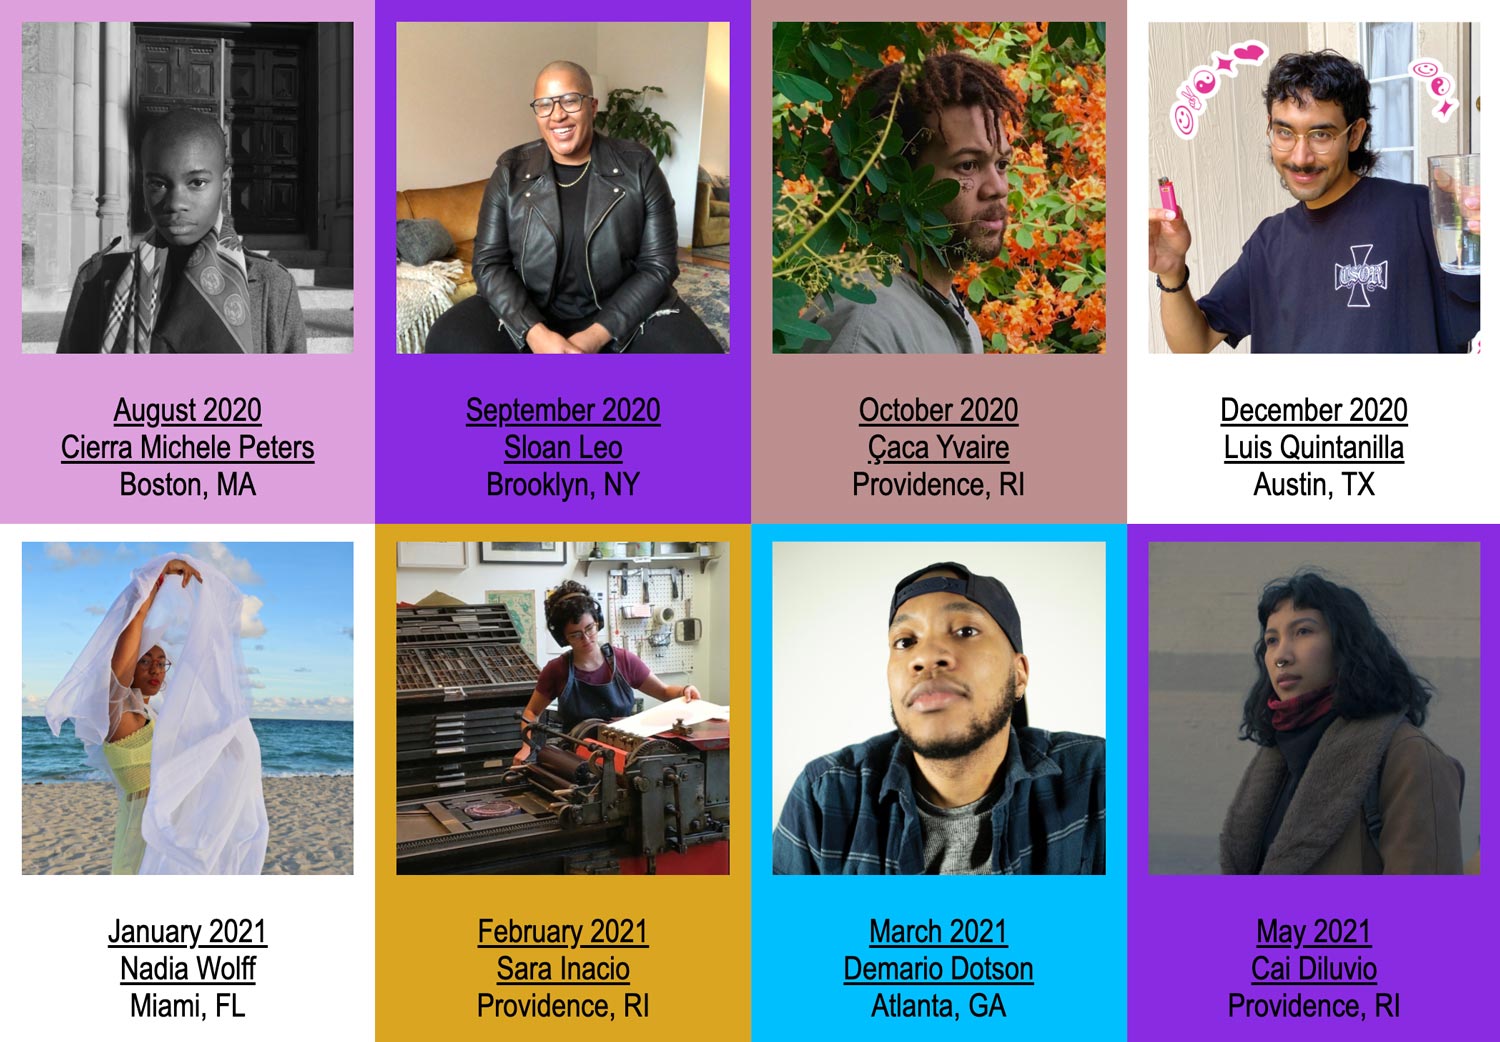 CSOR
August 2020
Cierra Michele Peters
Boston, MA
September 2020
Sloan Leo
Brooklyn, NY
October 2020
Çaca Yvaire
Providence, RI
December 2020
Luis Quintanilla
Austin, TX
January 2021
Nadia Wolff
Miami, FL
February 2021
Sara Inacio
Providence, RI
March 2021
Demario Dotson
Atlanta, GA
May 2021
Cai Diluvio
Providence, RI